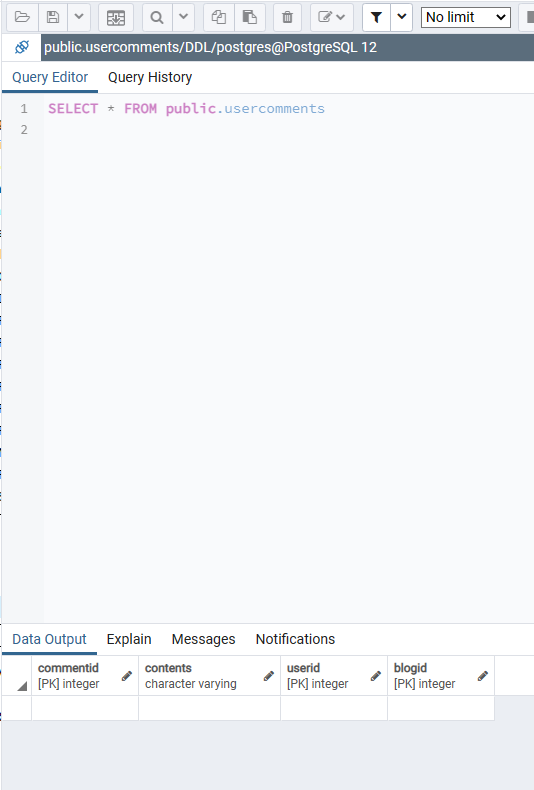 No limit
public.usercomments/DDL/postgres@PostgreSQL 12
Query Editor Query History
1 SELECT * FROM public.usercomments
2
Data Output Explain Messages Notifications
commentid contents userid blogid
[PK] integer character varying [PK] integer [PK] integer